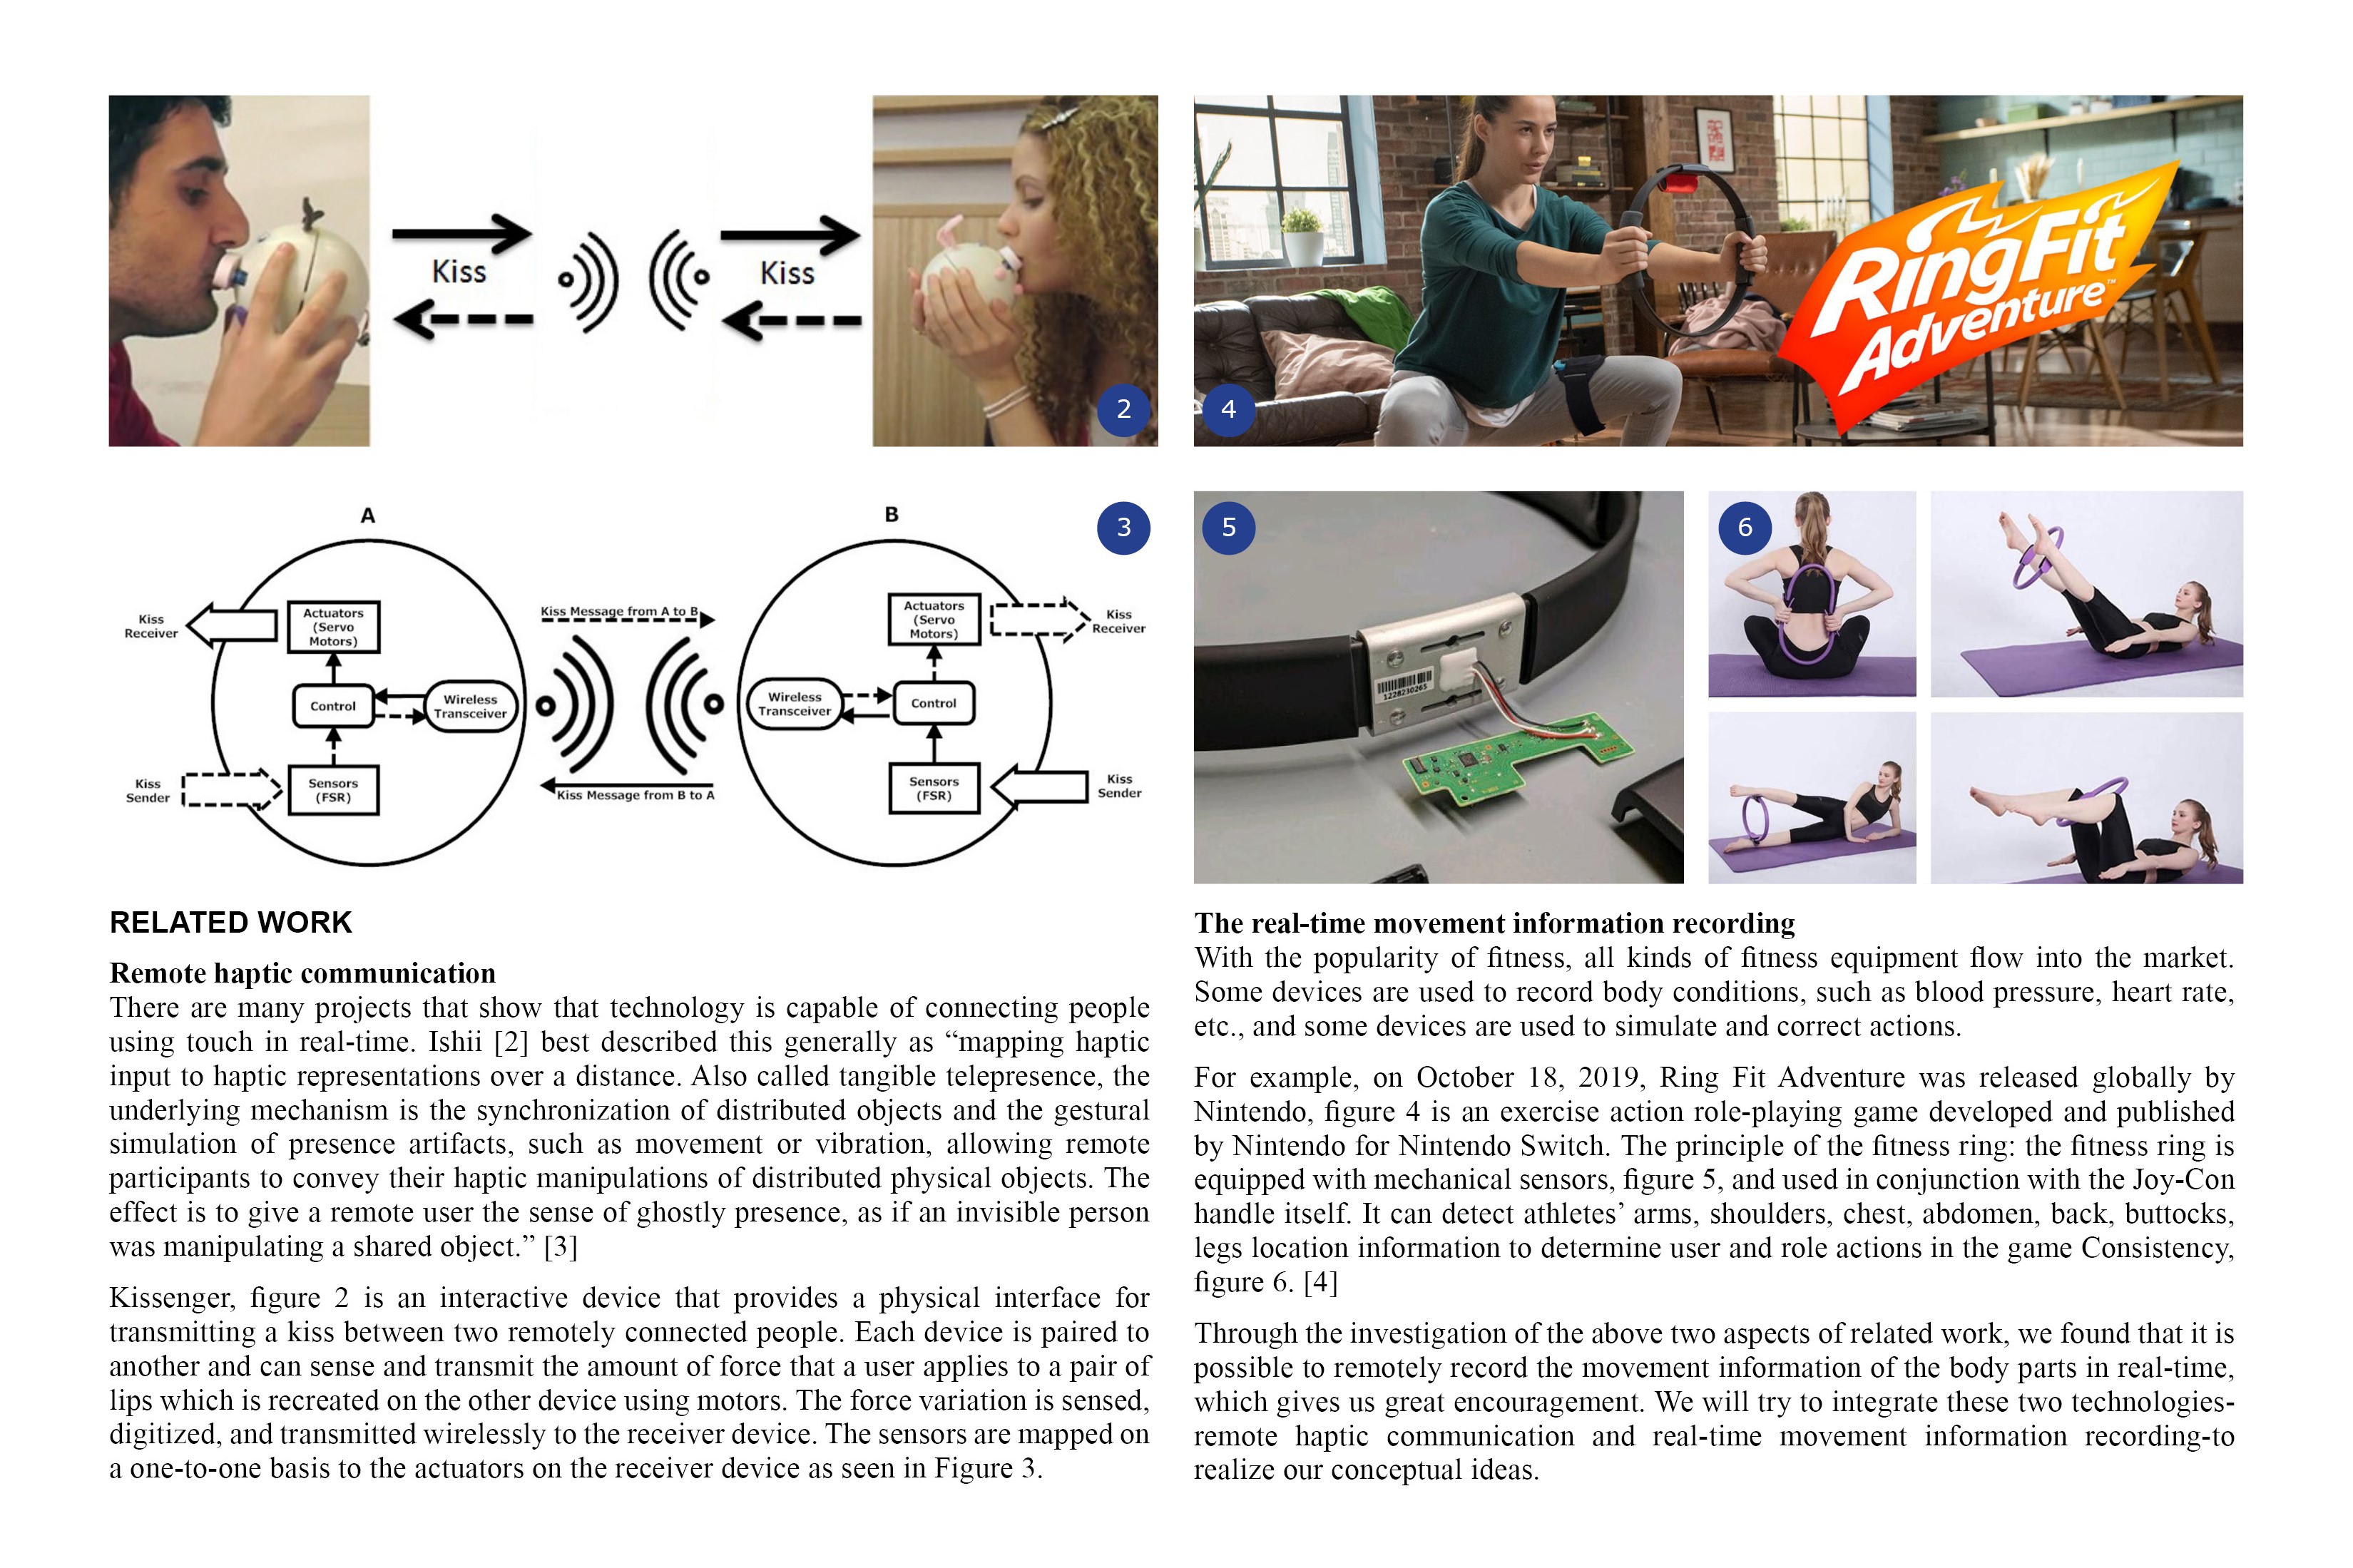 Kiss
Kiss
2
A
B
3
Kiss
Receiver
Actuators
(Servo
Motors)
Control
Wireless
Transceiver
Kiss
Sender
Sensors
(FSR)
Kiss Message from A to B
Kiss Message from B to A
Actuators
(Servo
Motors)
Kiss
Receiver
Wireless
Transceiver
Control
Sensors
(FSR)
Kiss
Sender
RELATED WORK
Remote haptic communication
There are many projects that show that technology is capable of connecting people
using touch in real-time. Ishii [2] best described this generally as “mapping haptic
input to haptic representations over a distance. Also called tangible telepresence, the
underlying mechanism is the synchronization of distributed objects and the gestural
simulation of presence artifacts, such as movement or vibration, allowing remote
participants to convey their haptic manipulations of distributed physical objects. The
effect is to give a remote user the sense of ghostly presence, as if an invisible person
was manipulating a shared object.” [3]
Kissenger, figure 2 is an interactive device that provides a physical interface for
transmitting a kiss between two remotely connected people. Each device is paired to
another and can sense and transmit the amount of force that a user applies to a pair of
lips which is recreated on the other device using motors. The force variation is sensed,
digitized, and transmitted wirelessly to the receiver device. The sensors are mapped on
a one-to-one basis to the actuators on the receiver device as seen in Figure 3.
4
RingFit
Adventure™
5
1228230265
6
The real-time movement information recording
With the popularity of fitness, all kinds of fitness equipment flow into the market.
Some devices are used to record body conditions, such as blood pressure, heart rate,
etc., and some devices are used to simulate and correct actions.
For example, on October 18, 2019, Ring Fit Adventure was released globally by
Nintendo, figure 4 is an exercise action role-playing game developed and published
by Nintendo for Nintendo Switch. The principle of the fitness ring: the fitness ring is
equipped with mechanical sensors, figure 5, and used in conjunction with the Joy-Con
handle itself. It can detect athletes’ arms, shoulders, chest, abdomen, back, buttocks,
legs location information to determine user and role actions in the game Consistency,
figure 6. [4]
Through the investigation of the above two aspects of related work, we found that it is
possible to remotely record the movement information of the body parts in real-time,
which gives us great encouragement. We will try to integrate these two technologies-
remote haptic communication and real-time movement information recording-to
realize our conceptual ideas.